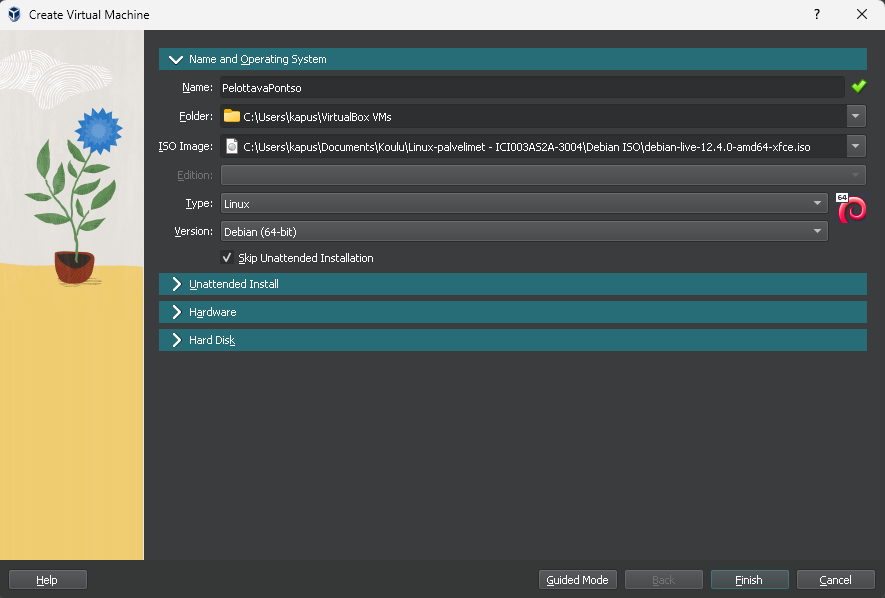 Create Virtual Machine
?
Name and Operating System
Name: PelottavaPontso
Folder: C:\Users\kapus\VirtualBox VMs
ISO Image: C:\Users\kapus\Documents\Koulu\Linux-palvelimet - ICI003AS2A-3004\Debian ISO\debian-live-12.4.0-amd64-xfce.iso
Edition:
Type: Linux
64
Version: Debian (64-bit)
Skip Unattended Installation
Unattended Install
Hardware
Hard Disk
Help Guided Mode Back Finish Cancel